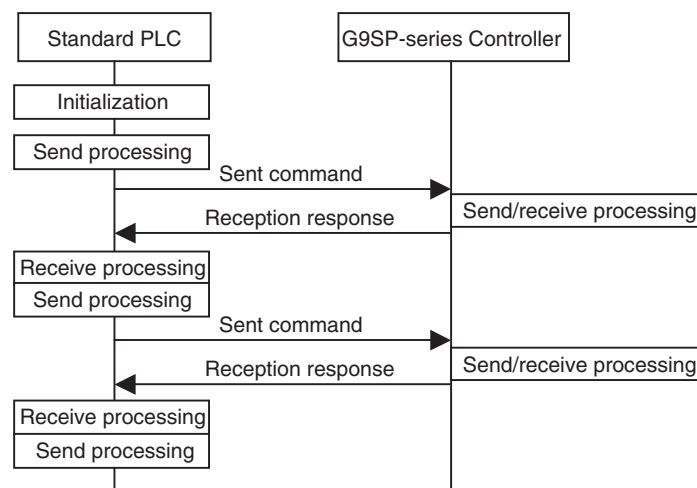 Standard PLC
G9SP-series Controller
Initialization
Send processing
Sent command
Send/receive processing
Reception response
Receive processing
Send processing
Sent command
Send/receive processing
Reception response
Receive processing
Send processing